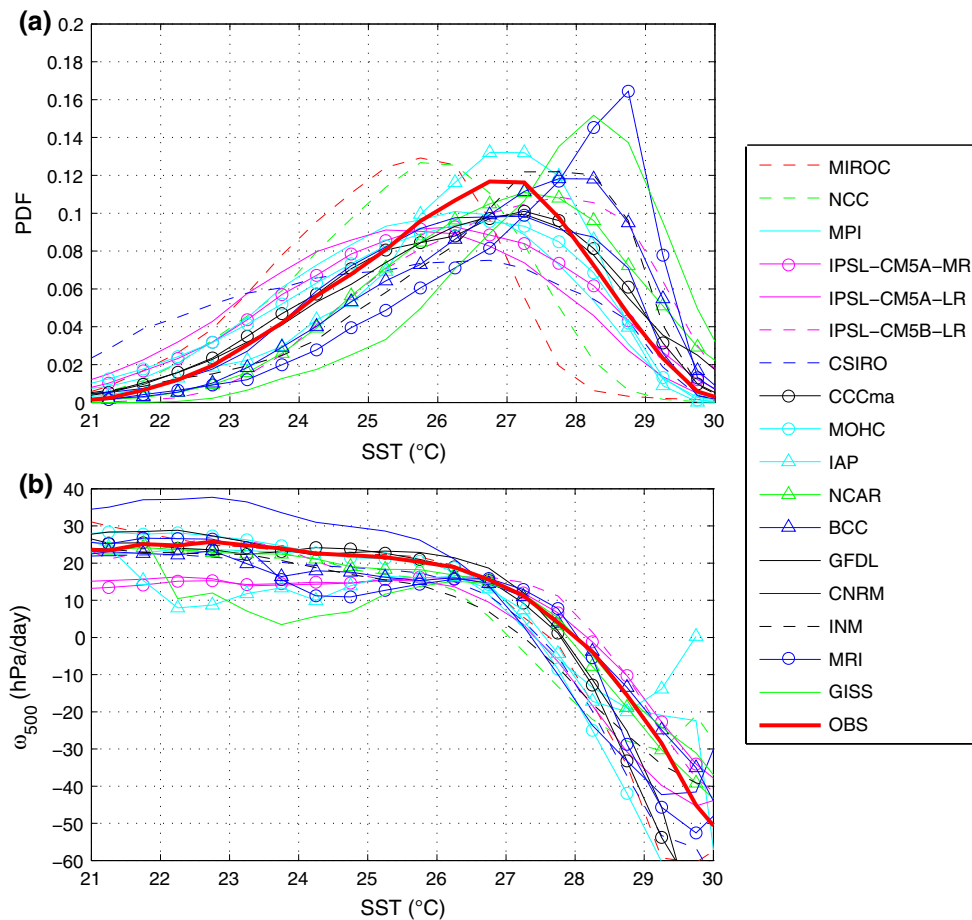 (a)
0.2
0.18
0.16
0.14
0.12
0.1
0.08
0.06
0.04
0.02
0
PDF
21 22 23 24 25 26 27 28 29 30
SST (°C)
(b)
40
30
20
10
0
−10
−20
−30
−40
−50
−60
ω500 (hPa/day)
21 22 23 24 25 26 27 28 29 30
SST (°C)
MIROC
NCC
MPI
IPSL−CM5A−MR
IPSL−CM5A−LR
IPSL−CM5B−LR
CSIRO
CCCma
MOHC
IAP
NCAR
BCC
GFDL
CNRM
INM
MRI
GISS
OBS